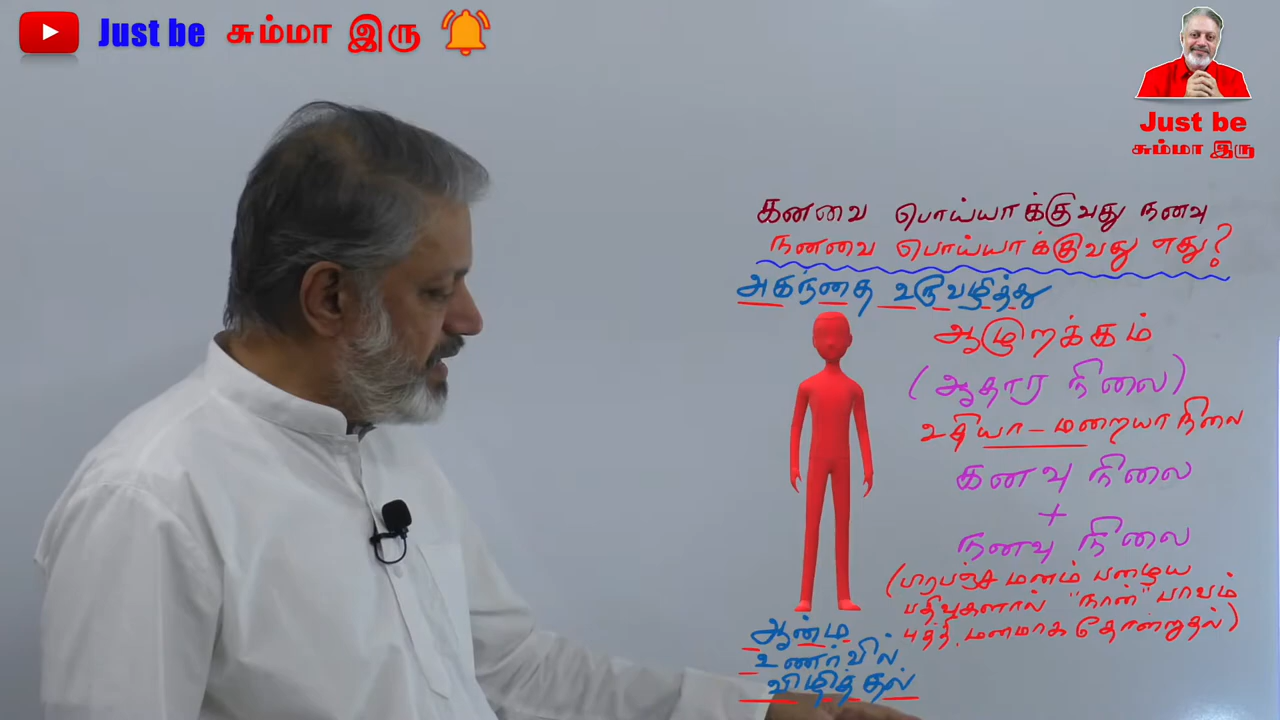 Just be சும்மா இரு
Just be
சும்மா இரு
கனவை பொய்யாக்குவது நனவு
நனவை பொய்யாக்குவது எது?
அகந்தை உருவழித்து
ஆழுறக்கம்
(ஆதார நிலை)
உதியா - மறையா நிலை
கனவு நிலை
+
நனவு நிலை
(பிரபஞ்ச மனம் பழைய
பதிவுகளால் "நான்" பாவம்
புத்தி, மனமாக தோன்றுதல்)
ஆன்ம
உணர்வில்
விழித்தல்